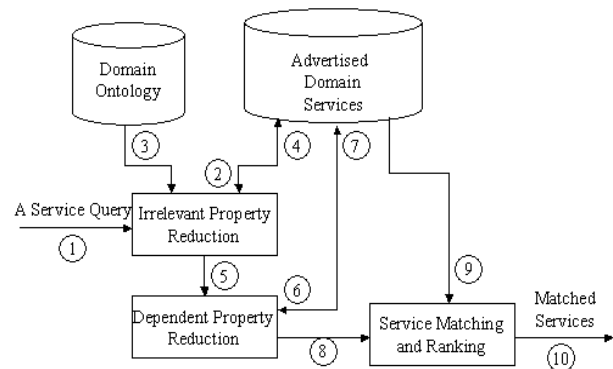 Domain
Ontology
Advertised
Domain
Services
3
2
4
7
A Service Query
1
Irrelevant Property
Reduction
5
6
9
Dependent Property
Reduction
8
Service Matching
and Ranking
Matched
Services
10